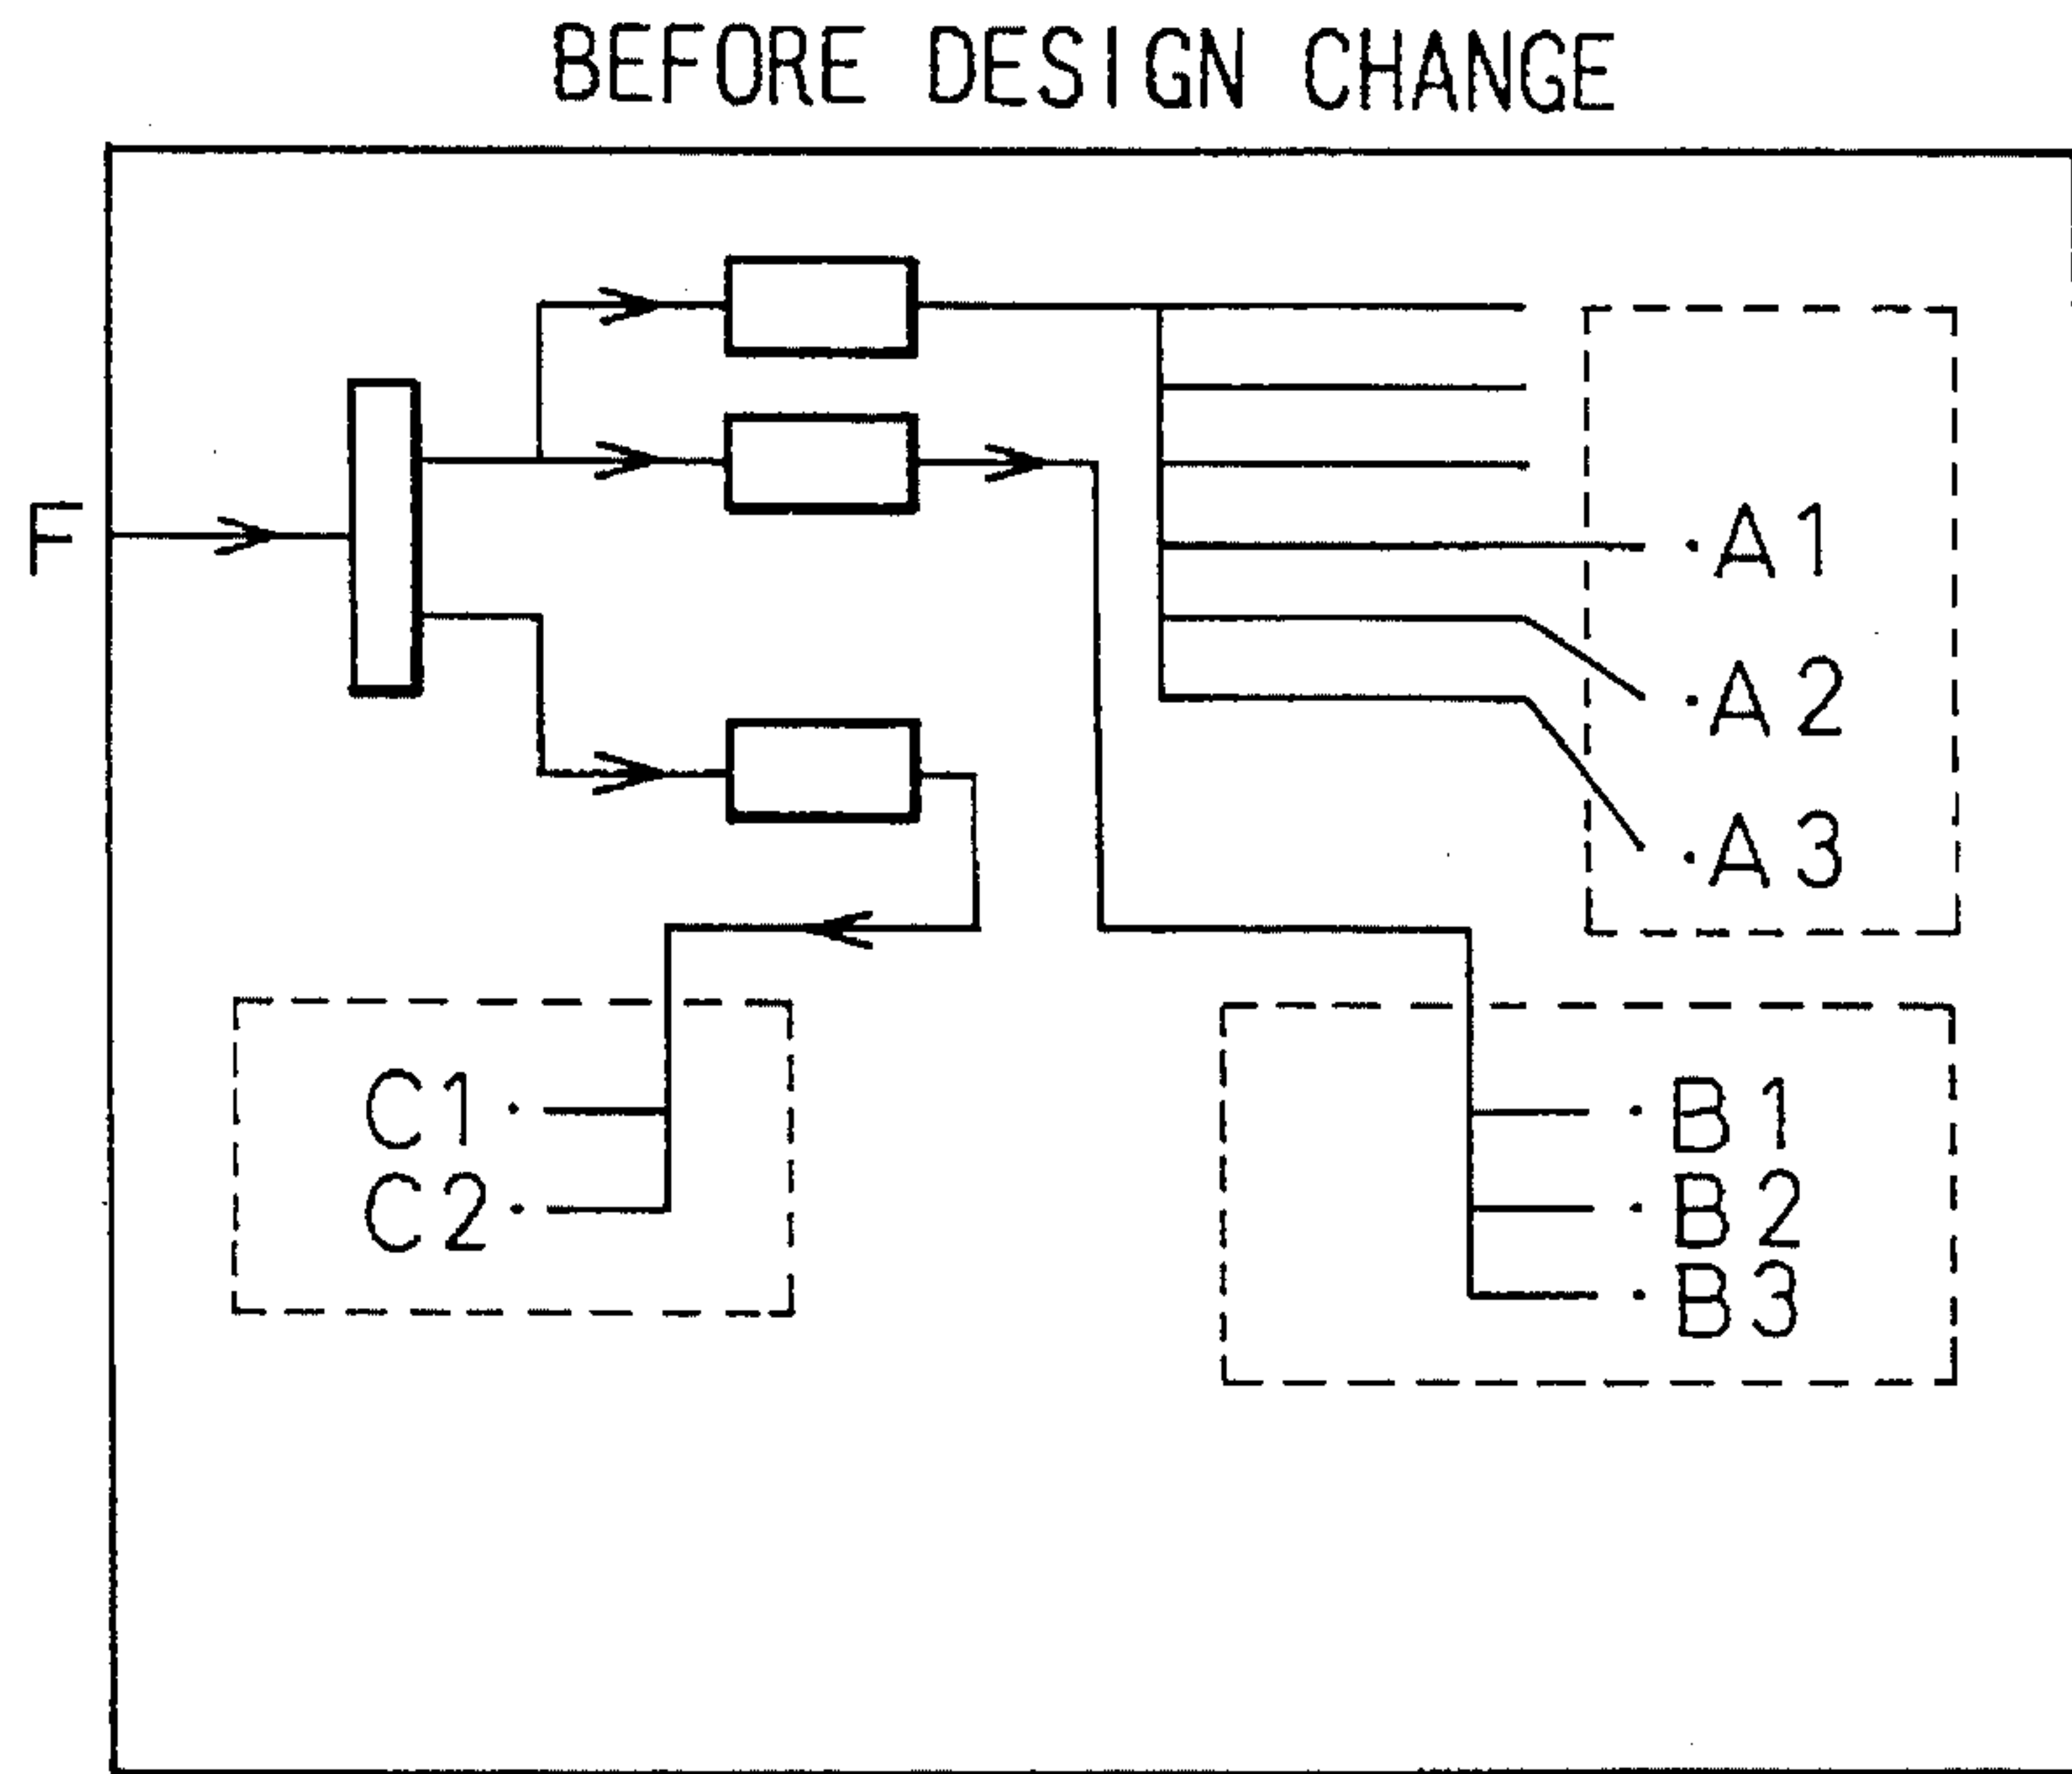 BEFORE DESIGN CHANGE
F
A1
A2
A3
C1
C2
B1
B2
B3